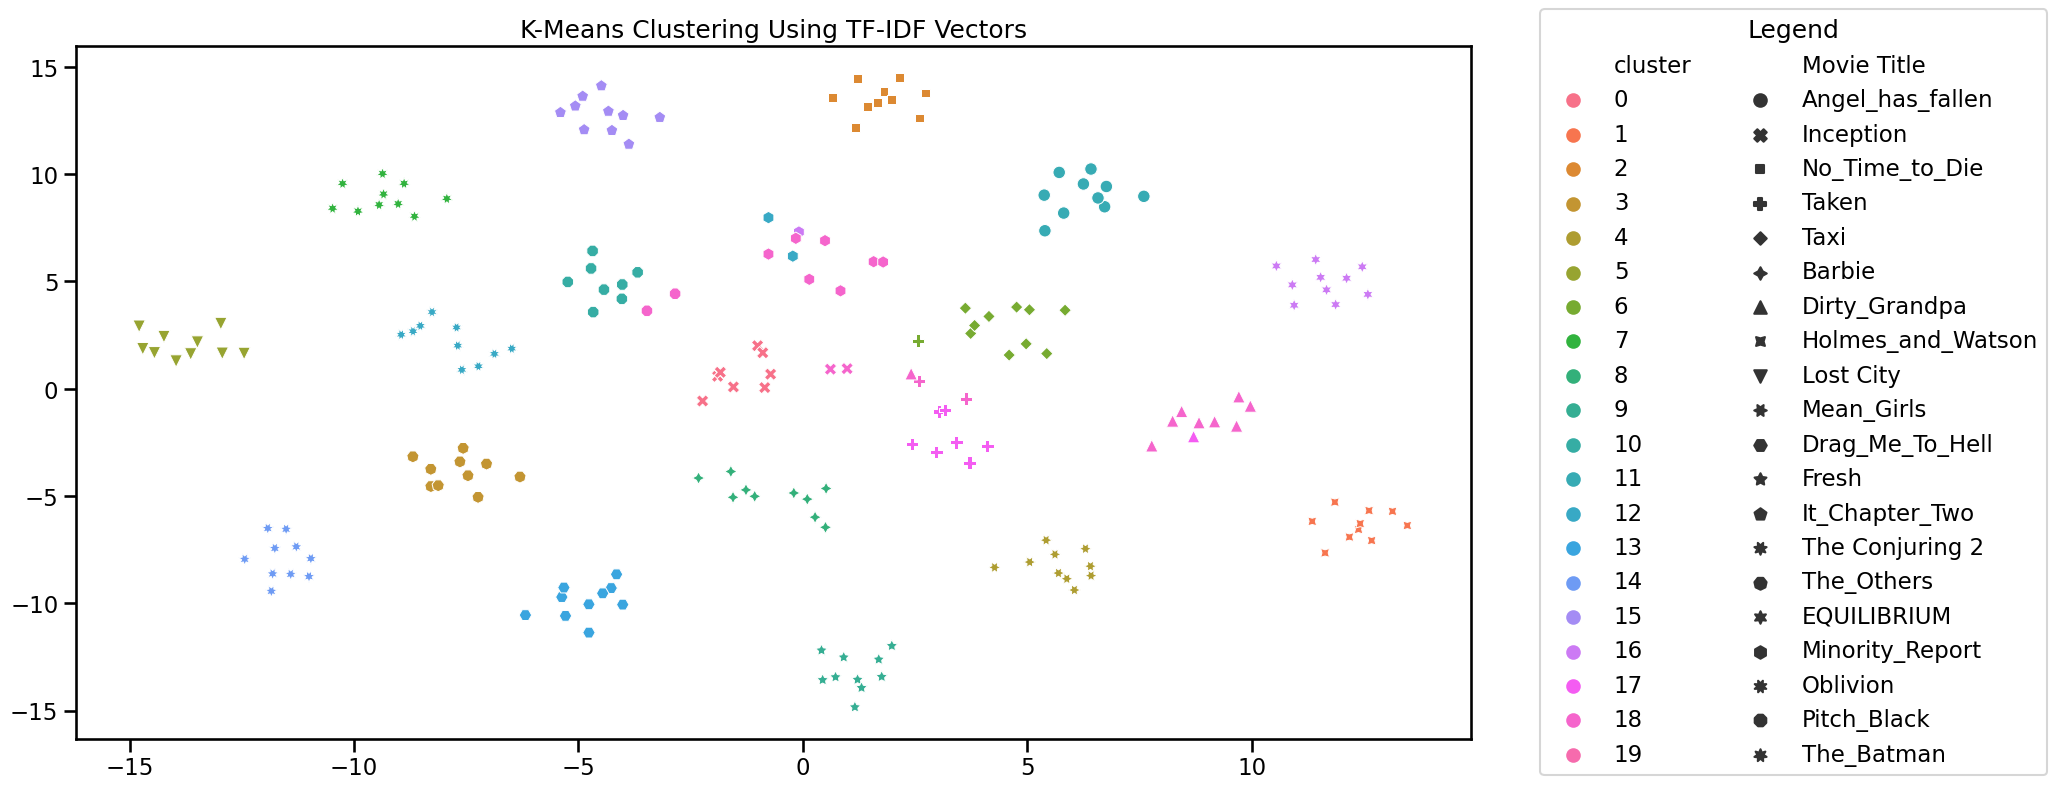 K-Means Clustering Using TF-IDF Vectors
15
10
5
0
−5
−10
−15
−15
−10
−5
0
5
10
Legend
cluster
0
1
2
3
4
5
6
7
8
9
10
11
12
13
14
15
16
17
18
19
Movie Title
Angel_has_fallen
Inception
No_Time_to_Die
Taken
Taxi
Barbie
Dirty_Grandpa
Holmes_and_Watson
Lost City
Mean_Girls
Drag_Me_To_Hell
Fresh
It_Chapter_Two
The Conjuring 2
The_Others
EQUILIBRIUM
Minority_Report
Oblivion
Pitch_Black
The_Batman